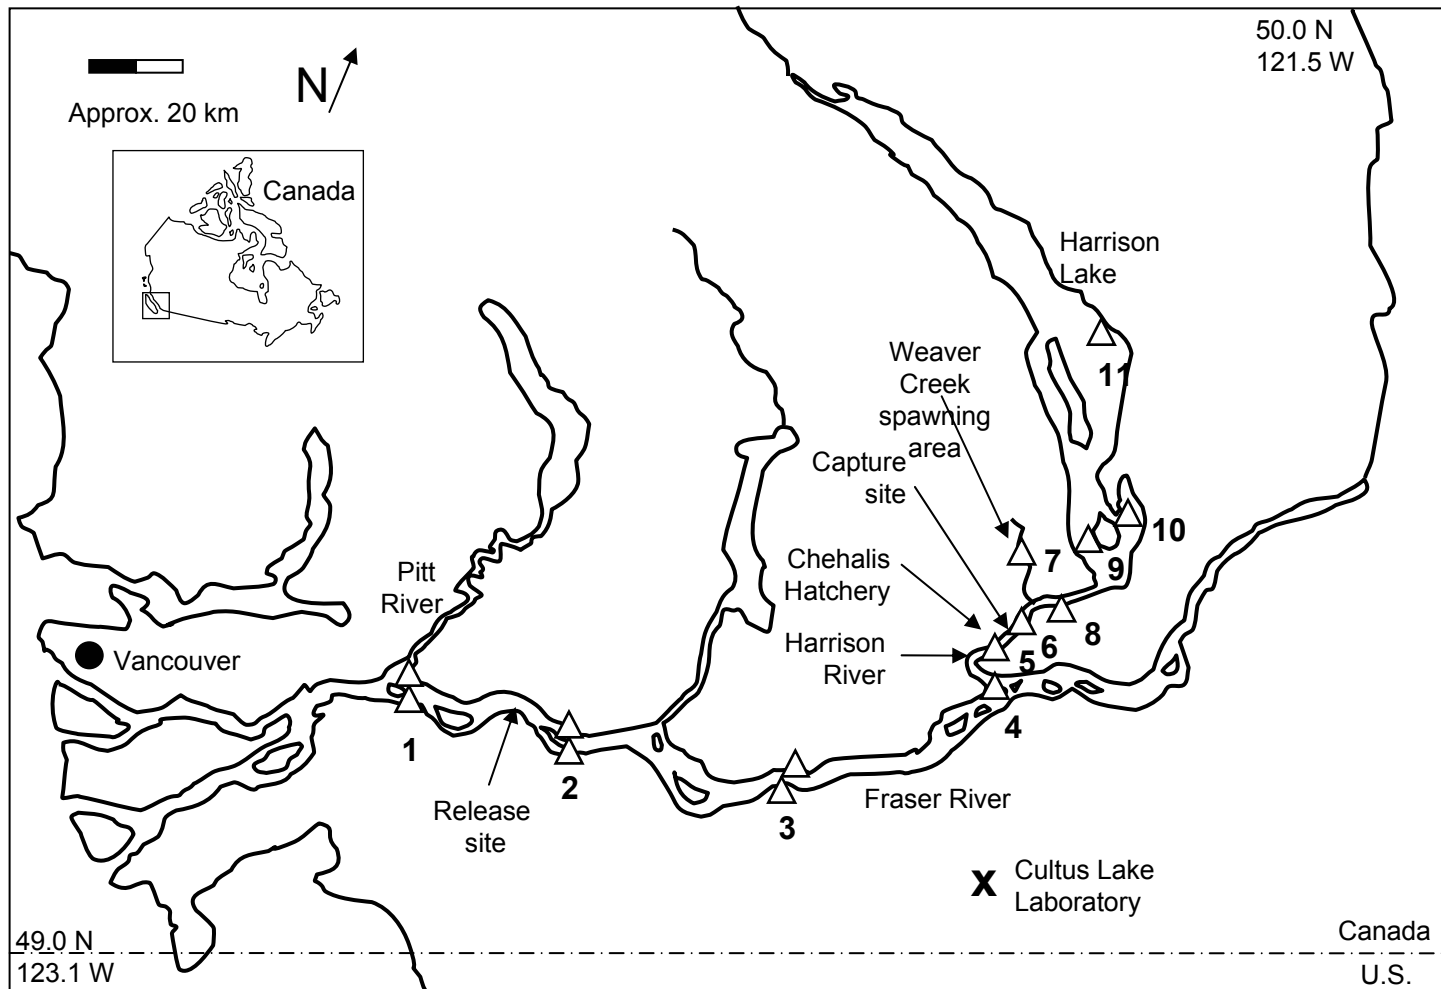 50.0 N
121.5 W
N
Approx. 20 km
Canada
Harrison
Lake
11
Weaver
Creek
spawning
area
Capture
site
10
7
9
Chehalis
Hatchery
Pitt
River
8
6
Harrison
River
5
Vancouver
4
1
2
Release
site
3
Fraser River
X
Cultus Lake
Laboratory
49.0 N
Canada
123.1 W
U.S.